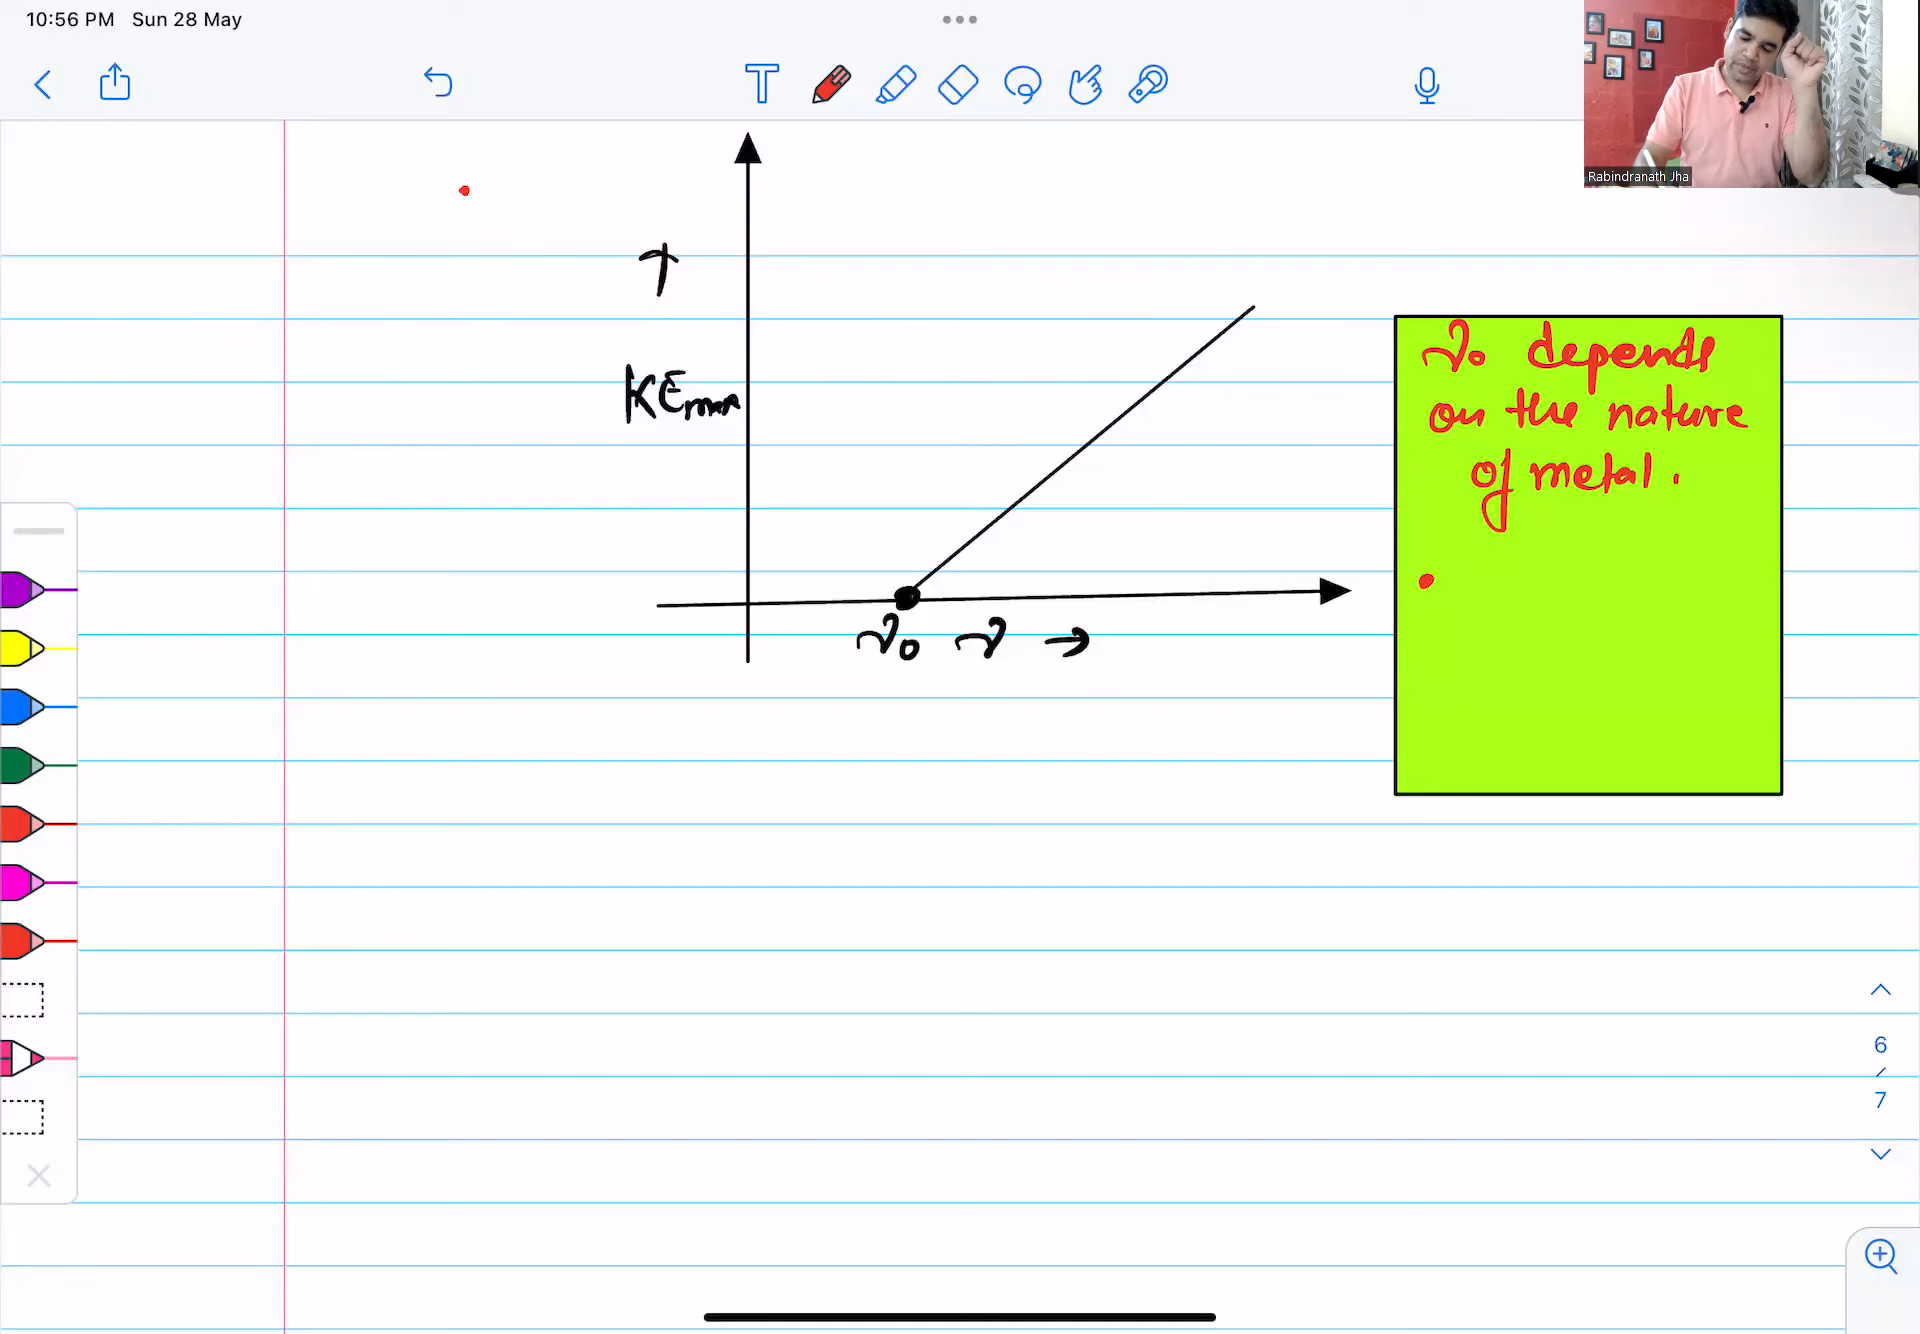 10:56 PM Sun 28 May
T
Rabindranath Jha
↑
KEmax
ν₀ ν →
ν₀ depends
on the nature
of metal.
6
/
7